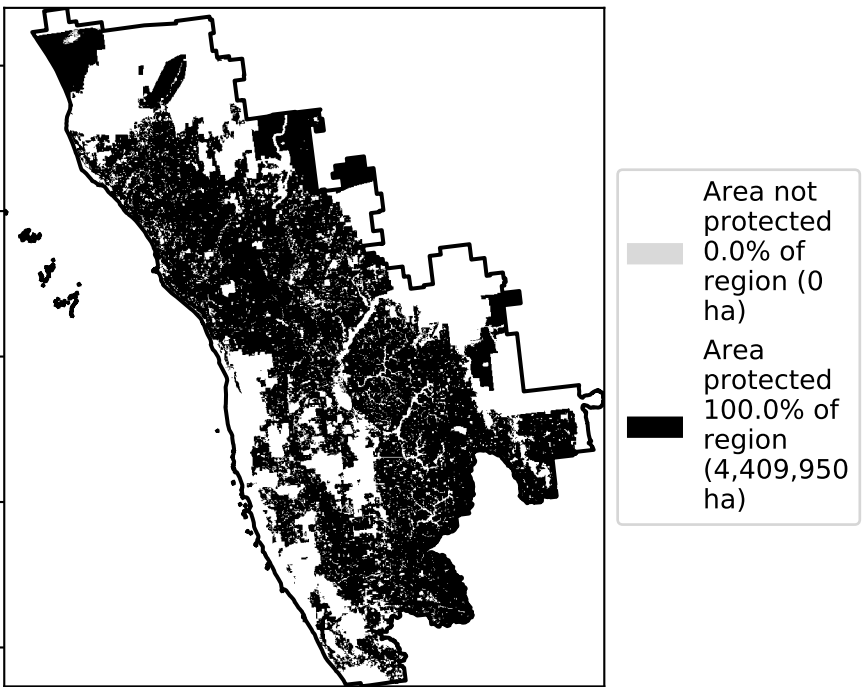 Area not
protected
0.0% of
region (0
ha)
Area
protected
100.0% of
region
(4,409,950
ha)